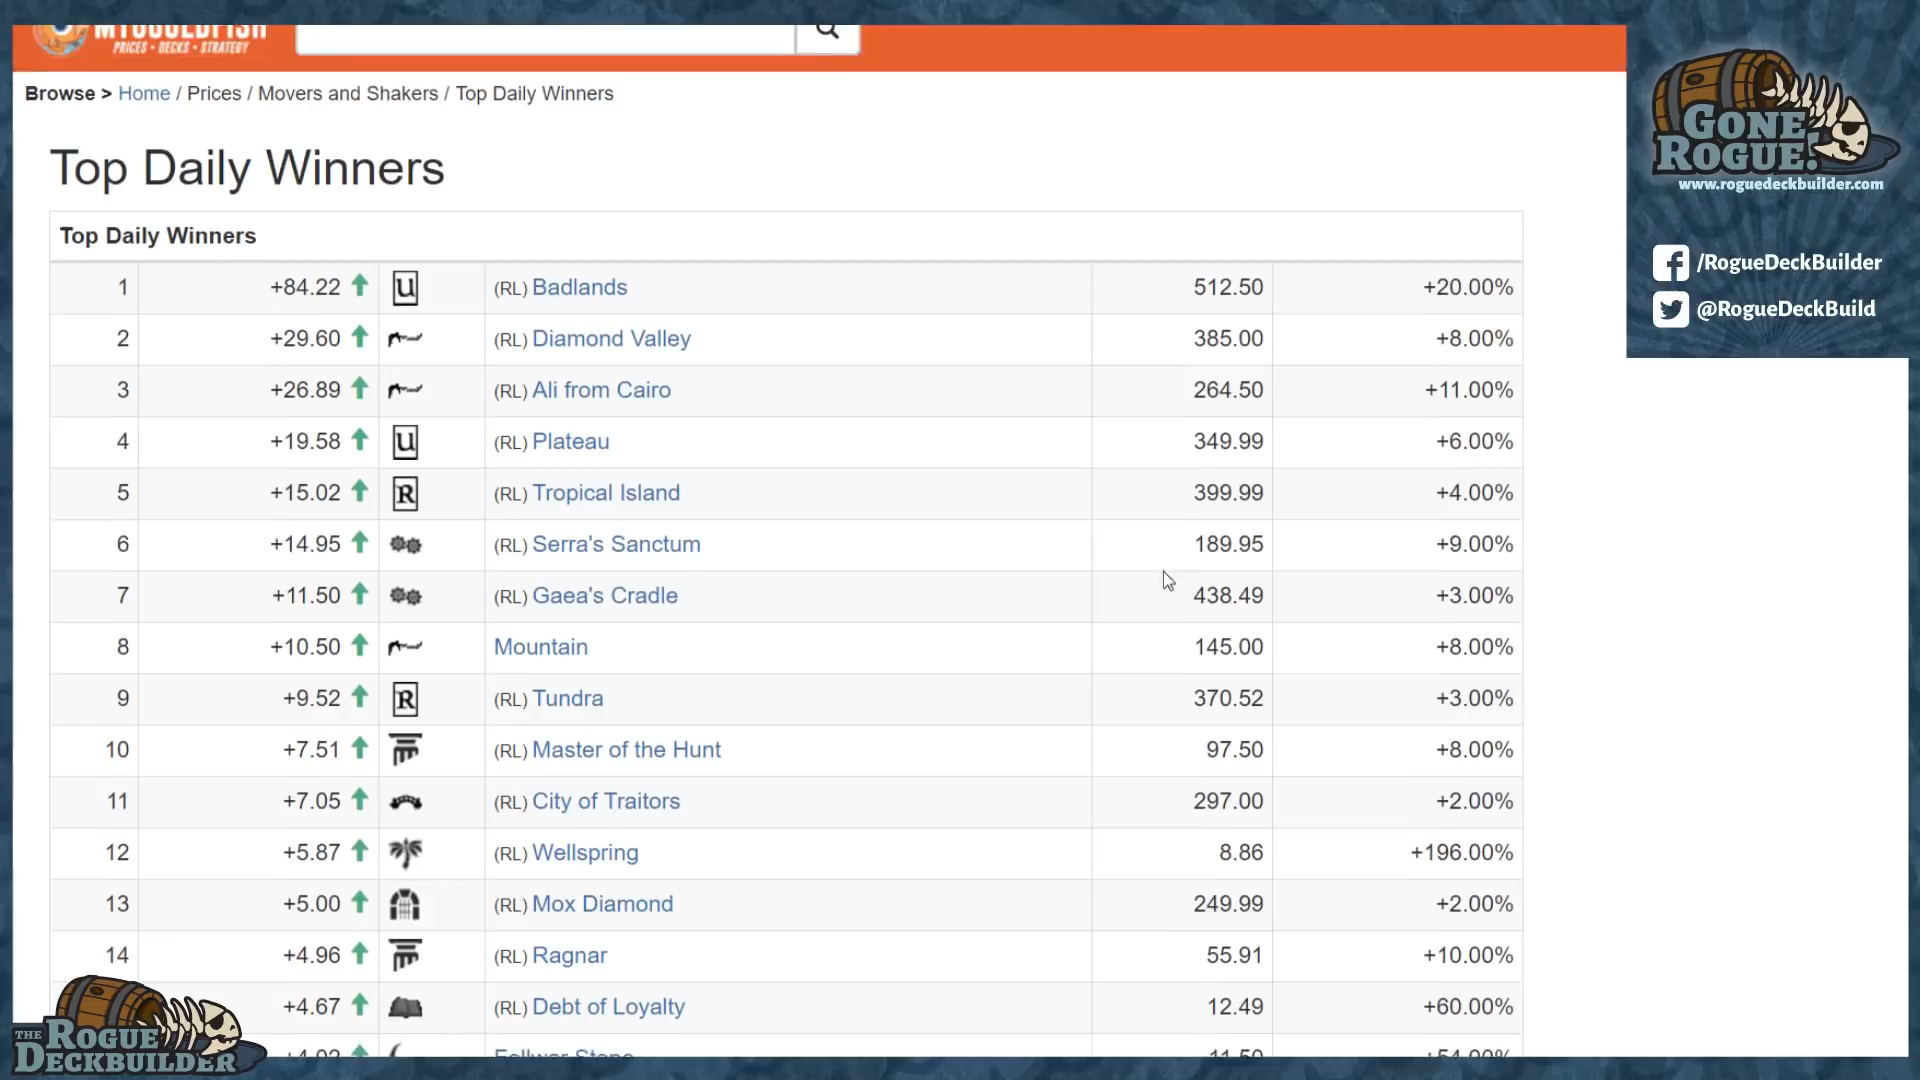 MTGGOLDFISH
PRICES • DECKS • STRATEGY
Browse > Home / Prices / Movers and Shakers / Top Daily Winners
Top Daily Winners
Top Daily Winners
1 +84.22 U (RL) Badlands 512.50 +20.00%
2 +29.60 (RL) Diamond Valley 385.00 +8.00%
3 +26.89 (RL) Ali from Cairo 264.50 +11.00%
4 +19.58 U (RL) Plateau 349.99 +6.00%
5 +15.02 R (RL) Tropical Island 399.99 +4.00%
6 +14.95 (RL) Serra's Sanctum 189.95 +9.00%
7 +11.50 (RL) Gaea's Cradle 438.49 +3.00%
8 +10.50 Mountain 145.00 +8.00%
9 +9.52 R (RL) Tundra 370.52 +3.00%
10 +7.51 (RL) Master of the Hunt 97.50 +8.00%
11 +7.05 (RL) City of Traitors 297.00 +2.00%
12 +5.87 (RL) Wellspring 8.86 +196.00%
13 +5.00 (RL) Mox Diamond 249.99 +2.00%
14 +4.96 (RL) Ragnar 55.91 +10.00%
+4.67 (RL) Debt of Loyalty 12.49 +60.00%
+4.02 Fellwar Stone 11.50 +54.00%
GONE
ROGUE!
www.roguedeckbuilder.com
/RogueDeckBuilder
@RogueDeckBuild
THE ROGUE
DECKBUILDER